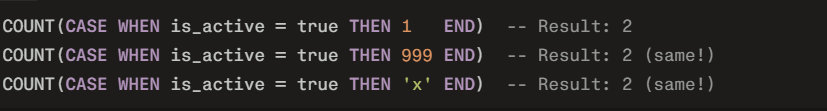 COUNT(CASE WHEN is_active = true THEN 1   END)  -- Result: 2
COUNT(CASE WHEN is_active = true THEN 999 END)  -- Result: 2 (same!)
COUNT(CASE WHEN is_active = true THEN 'x' END)  -- Result: 2 (same!)